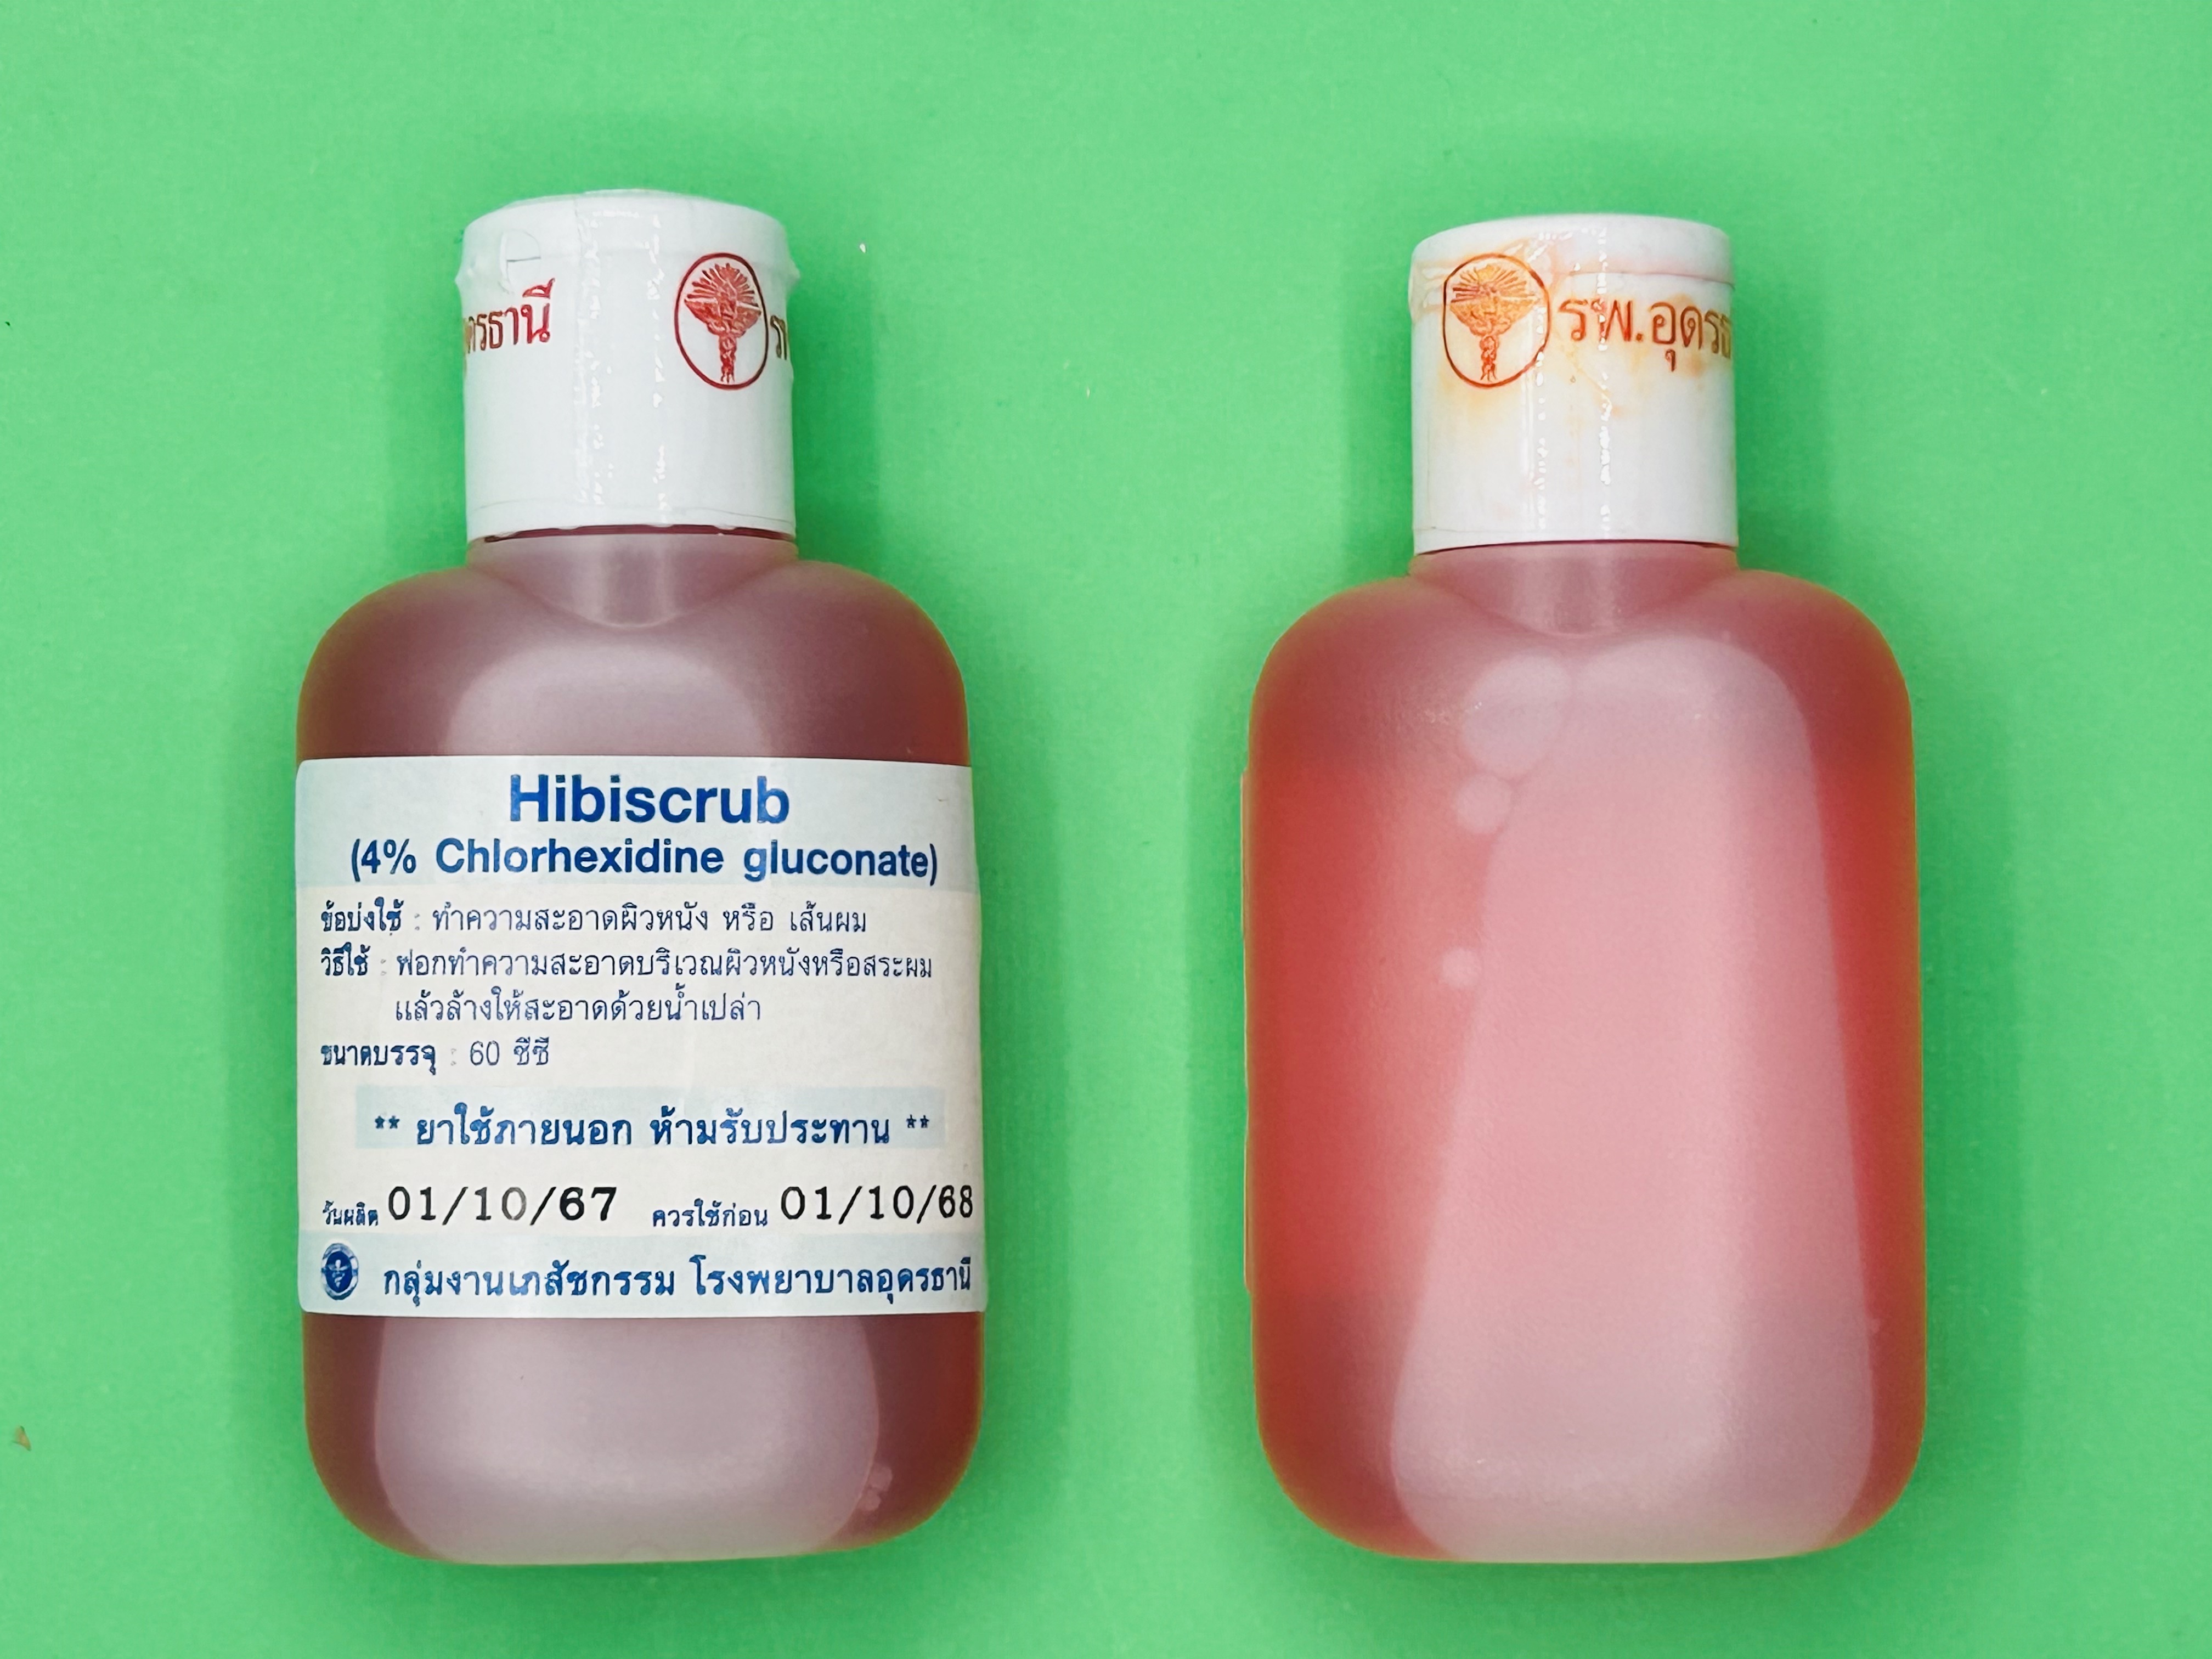 ดรธานี
รพ.อุดรธ
Hibiscrub
(4% Chlorhexidine gluconate)
ข้อบ่งใช้ : ทำความสะอาดผิวหนัง หรือ เส้นผม
วิธีใช้ : ฟอกทำความสะอาดบริเวณผิวหนังหรือสระผม
แล้วล้างให้สะอาดด้วยน้ำเปล่า
ขนาดบรรจุ : 60 ซีซี
** ยาใช้ภายนอก ห้ามรับประทาน **
วันผลิต 01/10/67 ควรใช้ก่อน 01/10/68
กลุ่มงานเภสัชกรรม โรงพยาบาลอุดรธานี